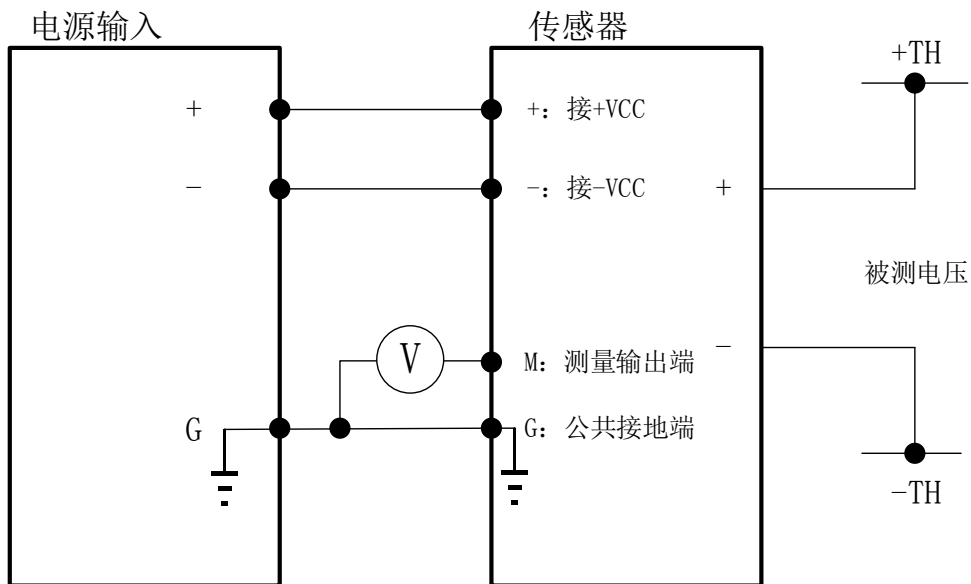 电源输入
传感器
+TH
+
+: 接+VCC
−
-: 接-VCC
+
被测电压
V
M: 测量输出端
−
G
G: 公共接地端
-TH